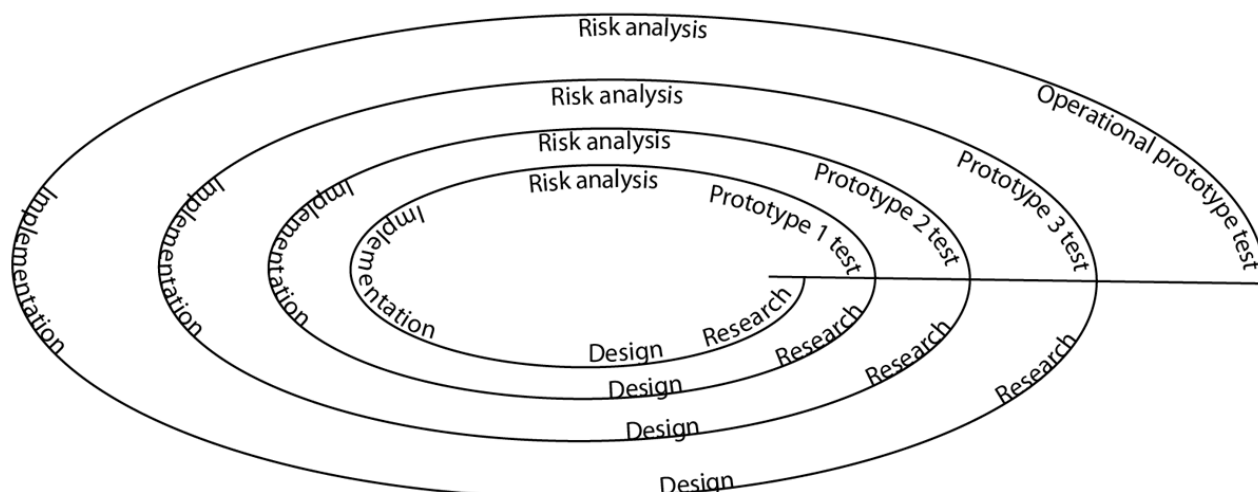 Risk analysis
Operational prototype test
Risk analysis
Prototype 3 test
Risk analysis
Prototype 2 test
Risk analysis
Prototype 1 test
Implementation
Implementation
Implementation
Implementation
Research
Research
Research
Research
Design
Design
Design
Design